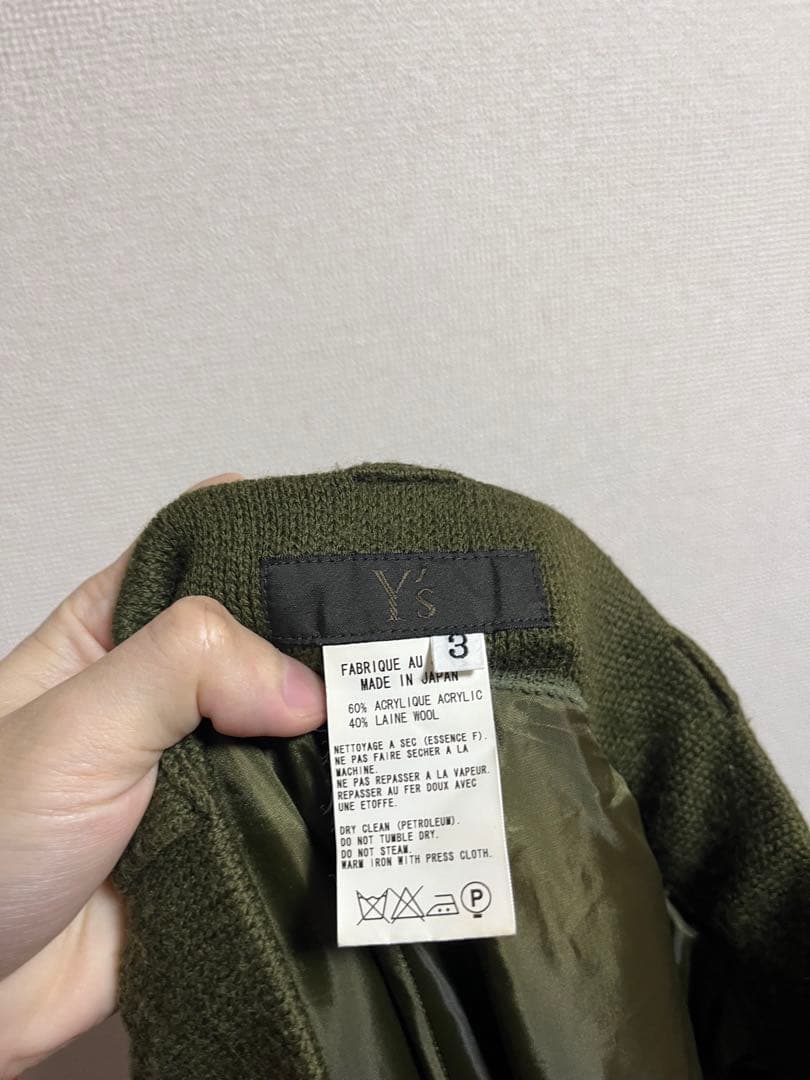 Y's
3
FABRIQUE AU
MADE IN JAPAN
60% ACRYLIQUE ACRYLIC
40% LAINE WOOL
NETTOYAGE A SEC (ESSENCE F).
NE PAS FAIRE SECHER A LA
MACHINE.
NE PAS REPASSER A LA VAPEUR.
REPASSER AU FER DOUX AVEC
UNE ETOFFE.
DRY CLEAN (PETROLEUM).
DO NOT TUMBLE DRY.
DO NOT STEAM.
WARM IRON WITH PRESS CLOTH.
P